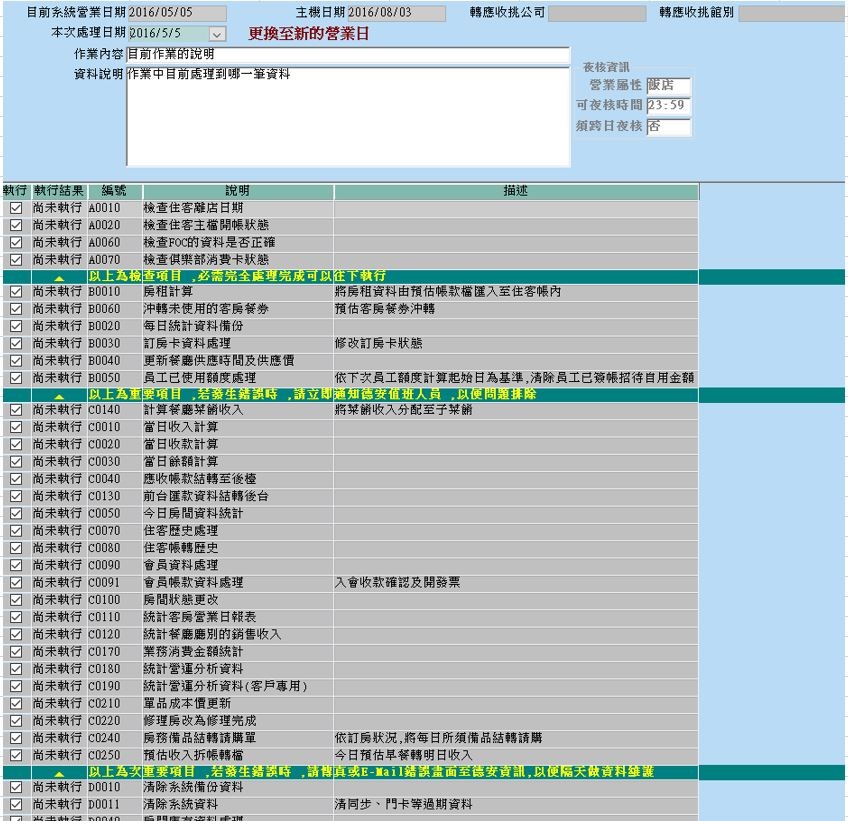 目前系統營業日期 2016/05/05 主機日期 2016/08/03 轉應收挑公司 轉應收挑館別
本次處理日期 2016/5/5 更換至新的營業日
作業內容 目前作業的說明
資料說明 作業中目前處理到哪一筆資料
夜核資訊
營業屬性 飯店
可夜核時間 23:59
須跨日夜核 否
執行 執行結果 編號 說明 描述
尚未執行 A0010 檢查住客離店日期
尚未執行 A0020 檢查住客主檔開帳狀態
尚未執行 A0060 檢查FOC的資料是否正確
尚未執行 A0070 檢查俱樂部消費卡狀態
以上為檢查項目 ,必需完全處理完成可以往下執行
尚未執行 B0010 房租計算 將房租資料由預估帳款檔匯入至住客帳內
尚未執行 B0060 沖轉未使用的客房餐券 預估客房餐券沖轉
尚未執行 B0020 每日統計資料備份
尚未執行 B0030 訂房卡資料處理 修改訂房卡狀態
尚未執行 B0040 更新餐廳供應時間及供應價
尚未執行 B0050 員工已使用額度處理 依下次員工額度計算起始日為基準,清除員工已簽帳招待自用金額
以上為重要項目 ,若發生錯誤時 ,請立即通知德安值班人員 ,以便問題排除
尚未執行 C0140 計算餐廳菜餚收入 將菜餚收入分配至子菜餚
尚未執行 C0010 當日收入計算
尚未執行 C0020 當日收款計算
尚未執行 C0030 當日餘額計算
尚未執行 C0040 應收帳款結轉至後檯
尚未執行 C0130 前台匯款資料結轉後台
尚未執行 C0050 今日房間資料統計
尚未執行 C0070 住客歷史處理
尚未執行 C0080 住客帳轉歷史
尚未執行 C0090 會員資料處理
尚未執行 C0091 會員帳款資料處理 入會收款確認及開發票
尚未執行 C0100 房間狀態更改
尚未執行 C0110 統計客房營業日報表
尚未執行 C0120 統計餐廳廳別的銷售收入
尚未執行 C0170 業務消費金額統計
尚未執行 C0180 統計營運分析資料
尚未執行 C0190 統計營運分析資料(客戶專用)
尚未執行 C0210 單品成本價更新
尚未執行 C0220 修理房改為修理完成
尚未執行 C0240 房務備品結轉請購單 依訂房狀況,將每日所須備品結轉請購
尚未執行 C0250 預估收入拆帳轉檔 今日預估早餐轉明日收入
以上為次重要項目 ,若發生錯誤時 ,請傳真或E-Mail錯誤畫面至德安資訊,以便隔天做資料維護
尚未執行 D0010 清除系統備份資料
尚未執行 D0011 清除系統資料 清同步、門卡等過期資料